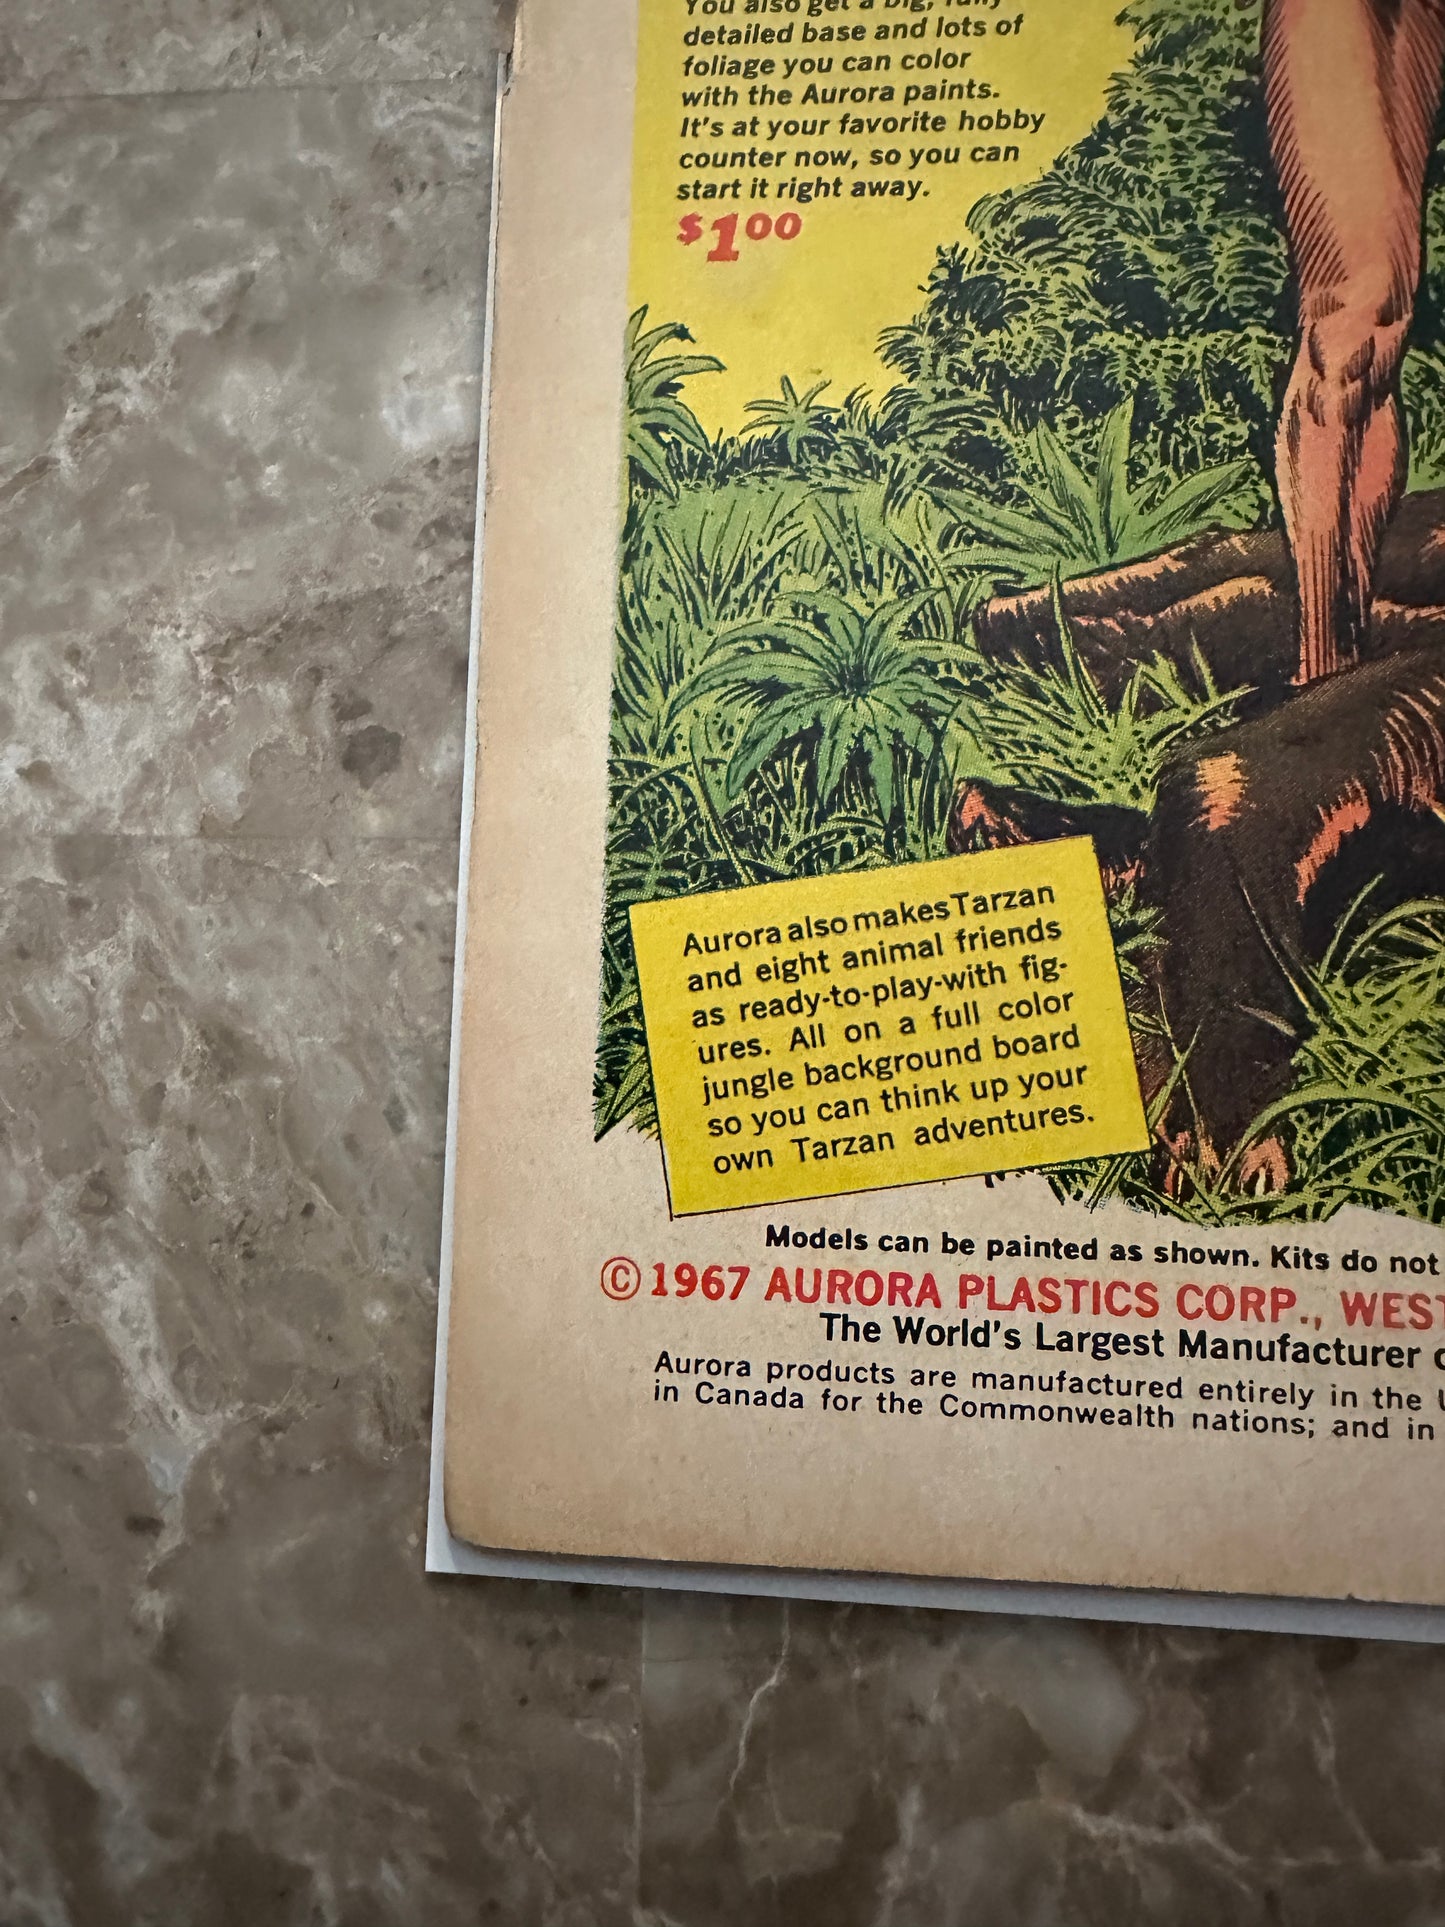 You also get a big, fully
detailed base and lots of
foliage you can color
with the Aurora paints.
It's at your favorite hobby
counter now, so you can
start it right away.
$1⁰⁰
Aurora also makes Tarzan
and eight animal friends
as ready-to-play-with fig-
ures. All on a full color
jungle background board
so you can think up your
own Tarzan adventures.
Models can be painted as shown. Kits do not
© 1967 AURORA PLASTICS CORP., WEST
The World's Largest Manufacturer
Aurora products are manufactured entirely in the
in Canada for the Commonwealth nations; and in